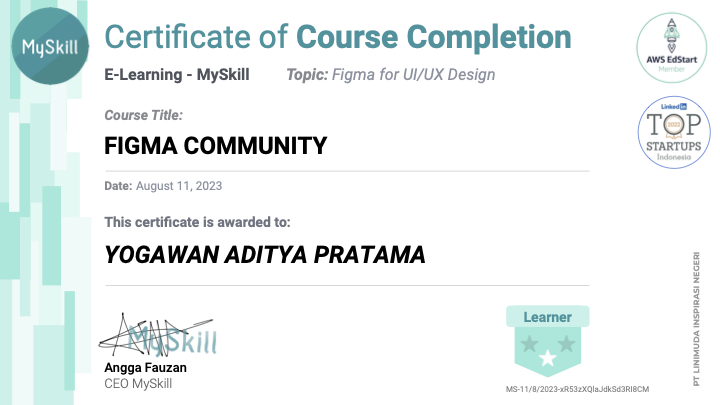 MySkill
Certificate of Course Completion
E-Learning - MySkill
Topic: Figma for UI/UX Design
AWS EdStart
Member
LinkedIn
TOP
2022
STARTUPS
Indonesia
Course Title:
FIGMA COMMUNITY
Date: August 11, 2023
This certificate is awarded to:
YOGAWAN ADITYA PRATAMA
MySkill
Angga Fauzan
CEO MySkill
Learner
MS-11/8/2023-xR53zXQlaJdkSd3RI8CM
PT LINIMUDA INSPIRASI NEGERI